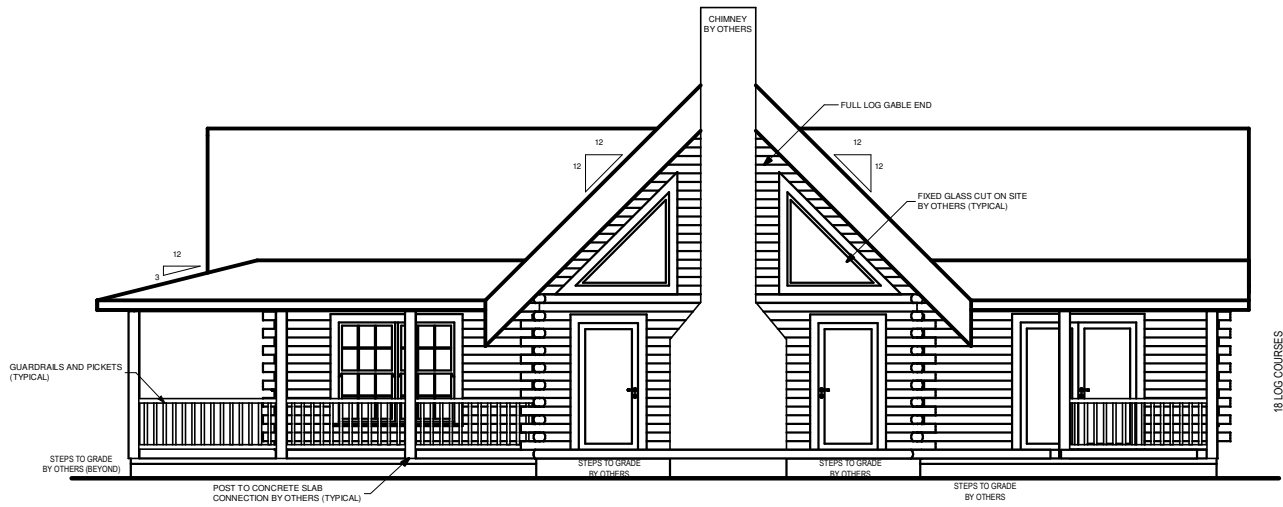 CHIMNEY
BY OTHERS
FULL LOG GABLE END
12
12
12
12
FIXED GLASS CUT ON SITE
BY OTHERS (TYPICAL)
12
3
GUARDRAILS AND PICKETS
(TYPICAL)
18 LOG COURSES
STEPS TO GRADE
BY OTHERS (BEYOND)
STEPS TO GRADE
BY OTHERS
STEPS TO GRADE
BY OTHERS
POST TO CONCRETE SLAB
CONNECTION BY OTHERS (TYPICAL)
STEPS TO GRADE
BY OTHERS